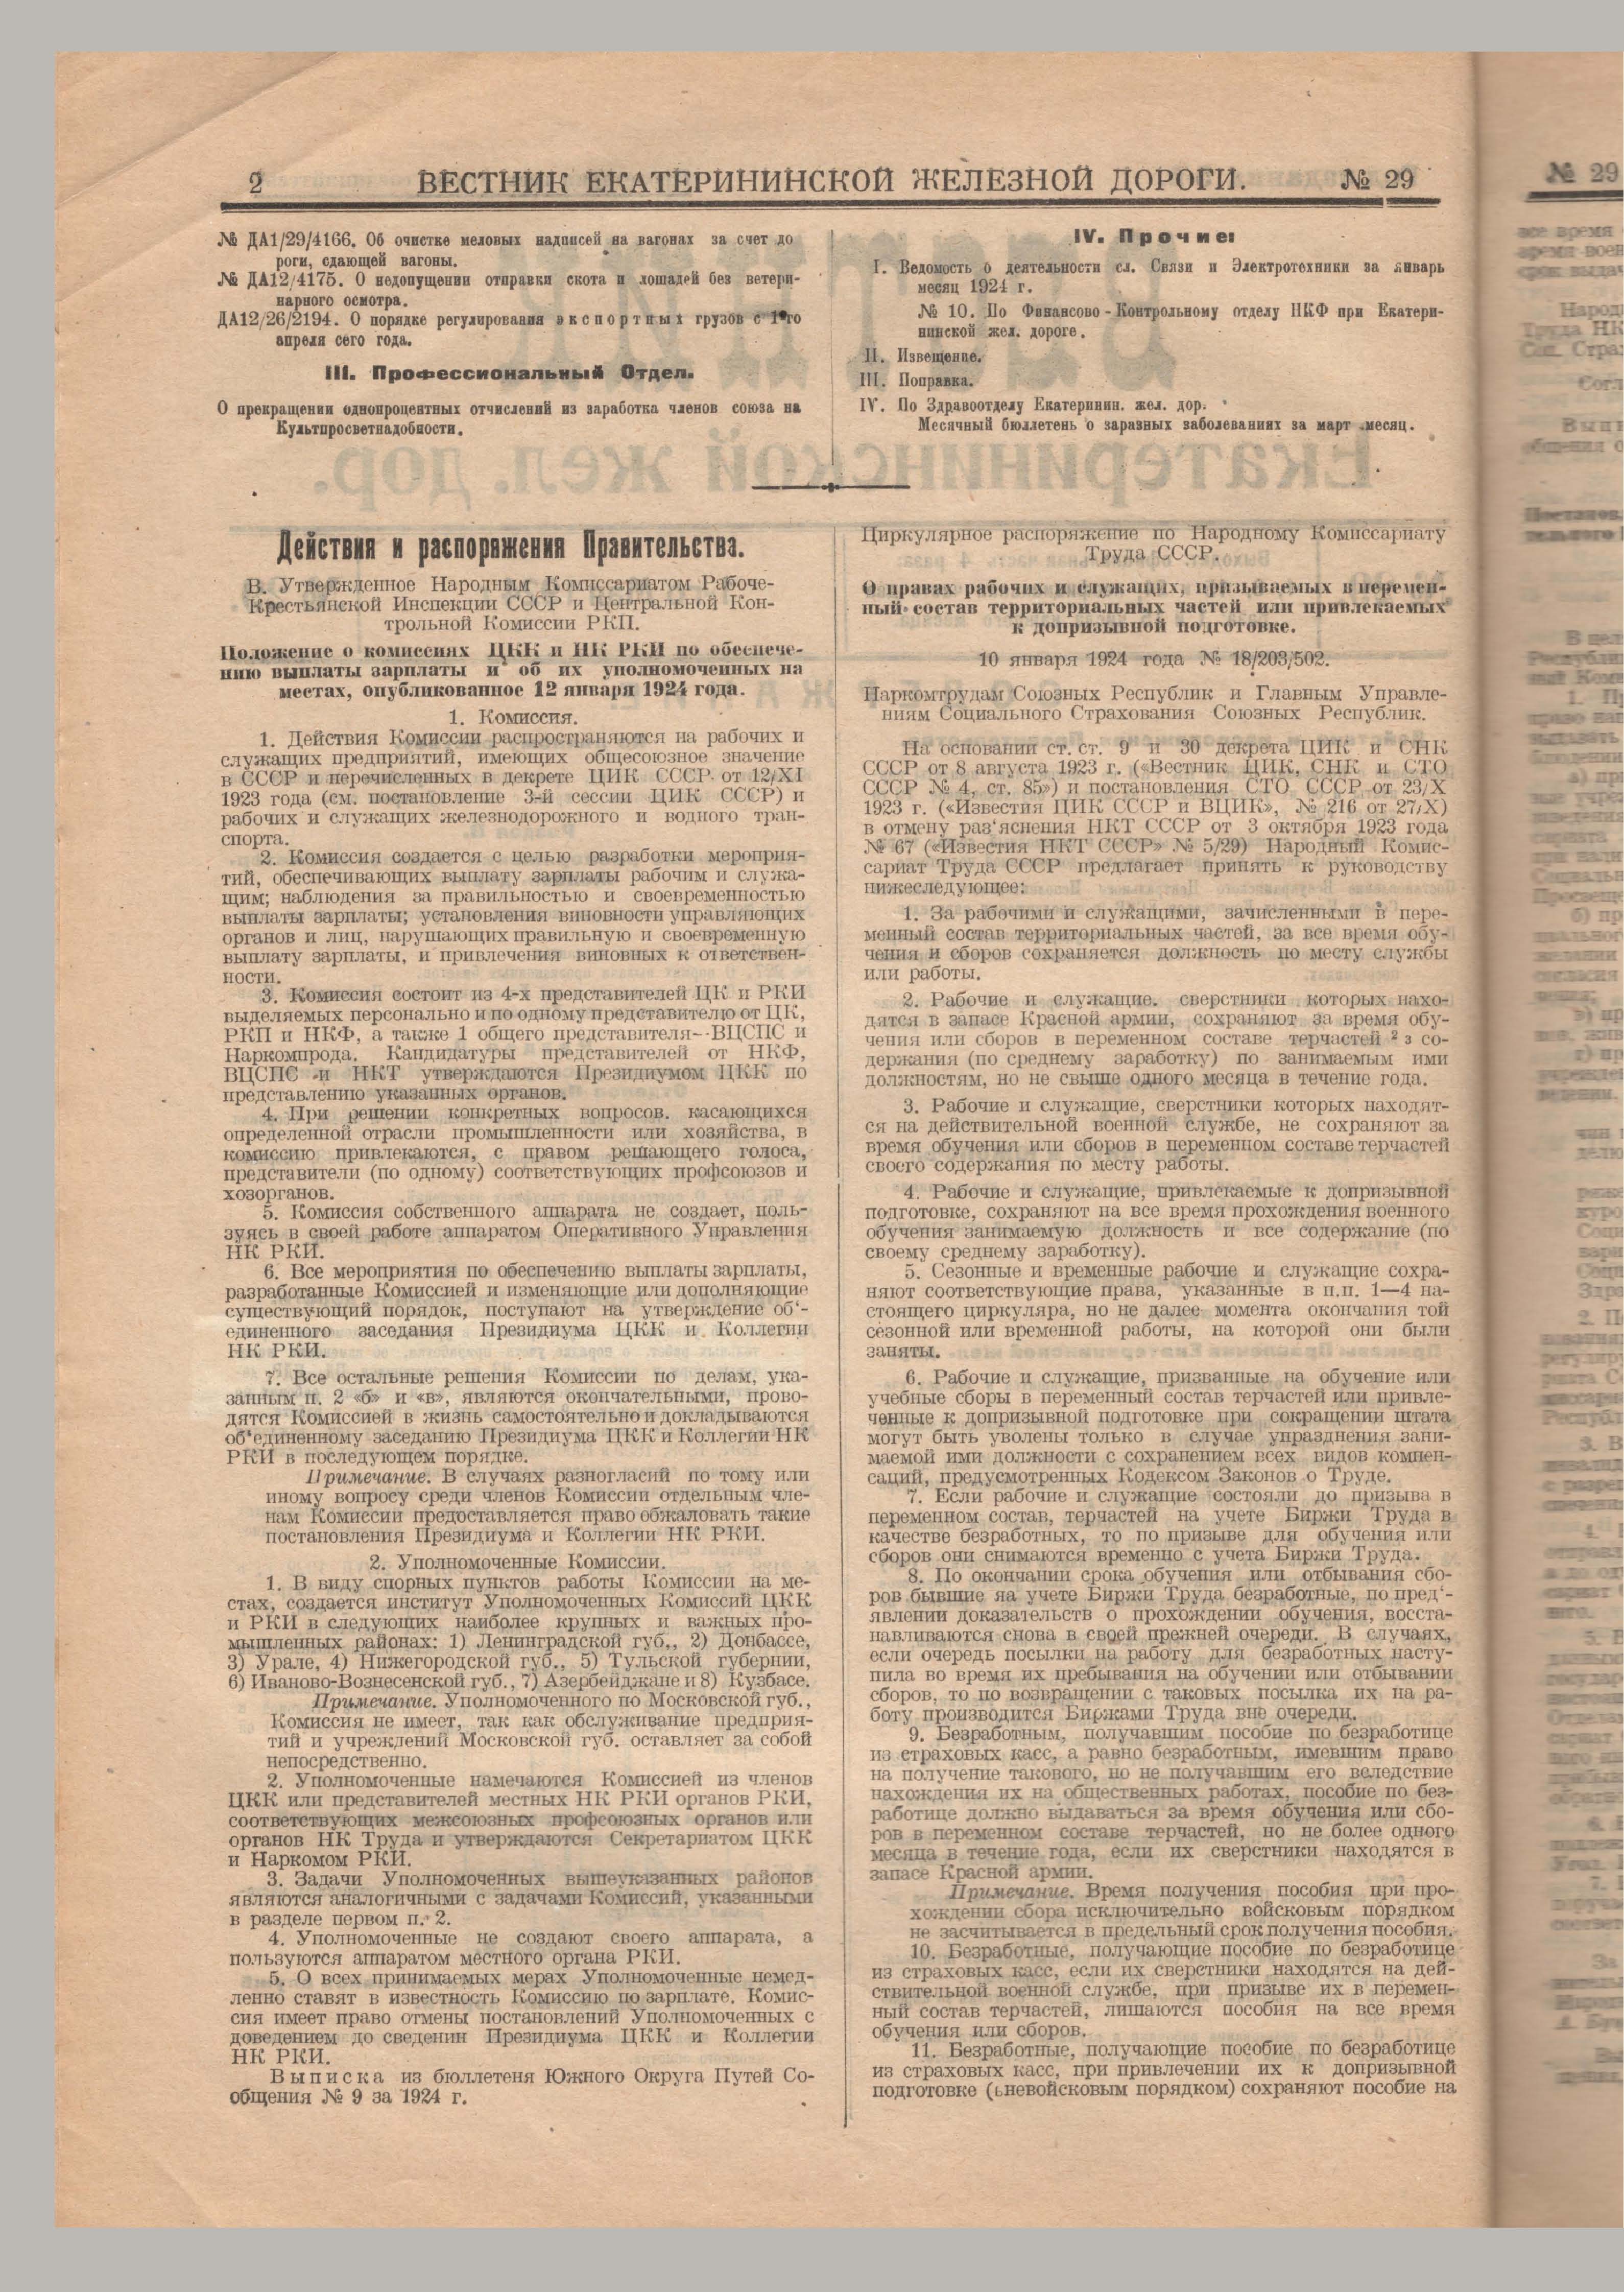 2 ВЕСТНИК ЕКАТЕРИНИНСКОЙ ЖЕЛЕЗНОЙ ДОРОГИ. № 29
№ ДА1/29/4166. Об очистке меловых надписей на вагонах за счет до
роги, сдающей вагоны.
№ ДА12/4175. О недопущении отправки скота и лошадей без ветери-
нарного осмотра.
ДА12/26/2194. О порядке регулирования экспортных грузов с 1-го
апреля сего года.
III. Профессиональный Отдел.
О прекращении однопроцентных отчислений из заработка членов союза на
Культпросветнадобности.
IV. Прочие:
I. Ведомость о деятельности сл. Связи и Электротехники за январь
месяц 1924 г.
№ 10. По Финансово-Контрольному отделу НКФ при Екатери-
нинской жел. дороге.
II. Извещение.
III. Поправка.
IV. По Здравоотделу Екатеринин. жел. дор.
Месячный бюллетень о заразных заболеваниях за март месяц.
Действия и распоряжения Правительства.
В. Утвержденное Народным Комиссариатом Рабоче-
Крестьянской Инспекции СССР и Центральной Кон-
трольной Комиссии РКП.
Положение о комиссиях ЦКК и НК РКИ по обеспече-
нию выплаты зарплаты и об их уполномоченных на
местах, опубликованное 12 января 1924 года.
1. Комиссия.
1. Действия Комиссии распространяются на рабочих и
служащих предприятий, имеющих общесоюзное значение
в СССР и перечисленных в декрете ЦИК СССР от 12/XI
1923 года (см. постановление 3-й сессии ЦИК СССР) и
рабочих и служащих железнодорожного и водного тран-
спорта.
2. Комиссия создается с целью разработки мероприя-
тий, обеспечивающих выплату зарплаты рабочим и служа-
щим; наблюдения за правильностью и своевременностью
выплаты зарплаты; установления виновности управляющих
органов и лиц, нарушающих правильную и своевременную
выплату зарплаты, и привлечения виновных к ответствен-
ности.
3. Комиссия состоит из 4-х представителей ЦК и РКИ
выделяемых персонально и по одному представителю от ЦК,
РКП и НКФ, а также 1 общего представителя--ВЦСПС и
Наркомпрода. Кандидатуры представителей от НКФ,
ВЦСПС и НКТ утверждаются Президиумом ЦКК по
представлению указанных органов.
4. При решении конкретных вопросов. касающихся
определенной отрасли промышленности или хозяйства, в
комиссию привлекаются, с правом решающего голоса,
представители (по одному) соответствующих профсоюзов и
хозорганов.
5. Комиссия собственного аппарата не создает, поль-
зуясь в своей работе аппаратом Оперативного Управления
НК РКИ.
6. Все мероприятия по обеспечению выплаты зарплаты,
разработанные Комиссией и изменяющие или дополняющие
существующий порядок, поступают на утверждение об‘-
единенного заседания Президиума ЦКК и Коллегии
НК РКИ.
7. Все остальные решения Комиссии по делам, ука-
занным п. 2 «б» и «в», являются окончательными, прово-
дятся Комиссией в жизнь самостоятельно и докладываются
об‘единенному заседанию Президиума ЦКК и Коллегии НК
РКИ в последующем порядке.
Примечание. В случаях разногласий по тому или
иному вопросу среди членов Комиссии отдельным чле-
нам Комиссии предоставляется право обжаловать такие
постановления Президиума и Коллегии НК РКИ.
2. Уполномоченные Комиссии.
1. В виду спорных пунктов работы Комиссии на ме-
стах, создается институт Уполномоченных Комиссий ЦКК
и РКИ в следующих наиболее крупных и важных про-
мышленных районах: 1) Ленинградской губ., 2) Донбассе,
3) Урале, 4) Нижегородской губ., 5) Тульской губернии,
6) Иваново-Вознесенской губ., 7) Азербейджане и 8) Кузбасе.
Примечание. Уполномоченного по Московской губ.,
Комиссия не имеет, так как обслуживание предприя-
тий и учреждений Московской губ. оставляет за собой
непосредственно.
2. Уполномоченные намечаются Комиссией из членов
ЦКК или представителей местных НК РКИ органов РКИ,
соответствующих межсоюзных профсоюзных органов или
органов НК Труда и утверждаются Секретариатом ЦКК
и Наркомом РКИ.
3. Задачи Уполномоченных вышеуказанных районов
являются аналогичными с задачами Комиссий, указанными
в разделе первом п. 2.
4. Уполномоченные не создают своего аппарата, а
пользуются аппаратом местного органа РКИ.
5. О всех принимаемых мерах Уполномоченные немед-
ленно ставят в известность Комиссию по зарплате. Комис-
сия имеет право отмены постановлений Уполномоченных с
доведением до сведении Президиума ЦКК и Коллегии
НК РКИ.
Выписка из бюллетеня Южного Округа Путей Со-
общения № 9 за 1924 г.
Циркулярное распоряжение по Народному Комиссариату
Труда СССР.
О правах рабочих и служащих, призываемых в перемен-
ный состав территориальных частей или привлекаемых
к допризывной подготовке.
10 января 1924 года № 18/203/502.
Наркомтрудам Союзных Республик и Главным Управле-
ниям Социального Страхования Союзных Республик.
На основании ст. ст. 9 и 30 декрета ЦИК и СНК
СССР от 8 августа 1923 г. («Вестник ЦИК, СНК и СТО
СССР № 4, ст. 85») и постановления СТО СССР от 23/X
1923 г. («Известия ЦИК СССР и ВЦИК», № 216 от 27/X)
в отмену раз‘яснения НКТ СССР от 3 октября 1923 года
№ 67 («Известия НКТ СССР» № 5/29) Народный Комис-
сариат Труда СССР предлагает принять к руководству
нижеследующее:
1. За рабочими и служащими, зачисленными в пере-
менный состав территориальных частей, за все время обу-
чения и сборов сохраняется должность по месту службы
или работы.
2. Рабочие и служащие. сверстники которых нахо-
дятся в запасе Красной армии, сохраняют за время обу-
чения или сборов в переменном составе терчастей 2 3 со-
держания (по среднему заработку) по занимаемым ими
должностям, но не свыше одного месяца в течение года.
3. Рабочие и служащие, сверстники которых находят-
ся на действительной военной службе, не сохраняют за
время обучения или сборов в переменном составе терчастей
своего содержания по месту работы.
4. Рабочие и служащие, привлекаемые к допризывной
подготовке, сохраняют на все время прохождения военного
обучения занимаемую должность и все содержание (по
своему среднему заработку).
5. Сезонные и временные рабочие и служащие сохра-
няют соответствующие права, указанные в п.п. 1—4 на-
стоящего циркуляра, но не далее момента окончания той
сезонной или временной работы, на которой они были
заняты.
6. Рабочие и служащие, призванные на обучение или
учебные сборы в переменный состав терчастей или привле-
ченные к допризывной подготовке при сокращении штата
могут быть уволены только в случае упразднения зани-
маемой ими должности с сохранением всех видов компен-
саций, предусмотренных Кодексом Законов о Труде.
7. Если рабочие и служащие состояли до призыва в
переменном состав, терчастей на учете Биржи Труда в
качестве безработных, то по призыве для обучения или
сборов они снимаются временно с учета Биржи Труда.
8. По окончании срока обучения или отбывания сбо-
ров бывшие яа учете Биржи Труда безработные, по пред‘-
явлении доказательств о прохождении обучения, восста-
навливаются снова в своей прежней очереди. В случаях,
если очередь посылки на работу для безработных насту-
пила во время их пребывания на обучении или отбывании
сборов, то по возвращении с таковых посылка их на ра-
боту производится Биржами Труда вне очереди.
9. Безработным, получавшим пособие по безработице
из страховых касс, а равно безработным, имевшим право
на получение такового, но не получавшим его вследствие
нахождения их на общественных работах, пособие по без-
работице должно выдаваться за время обучения или сбо-
ров в переменном составе терчастей, но не более одного
месяца в течение года, если их сверстники находятся в
запасе Красной армии.
Примечание. Время получения пособия при про-
хождении сбора исключительно войсковым порядком
не засчитывается в предельный срок получения пособия.
10. Безработные, получающие пособие по безработице
из страховых касс, если их сверстники находятся на дей-
ствительной военной службе, при призыве их в перемен-
ный состав терчастей, лишаются пособия на все время
обучения или сборов.
11. Безработные, получающие пособие по безработице
из страховых касс, при привлечении их к допризывной
подготовке (вневойсковым порядком) сохраняют пособие на
№ 29